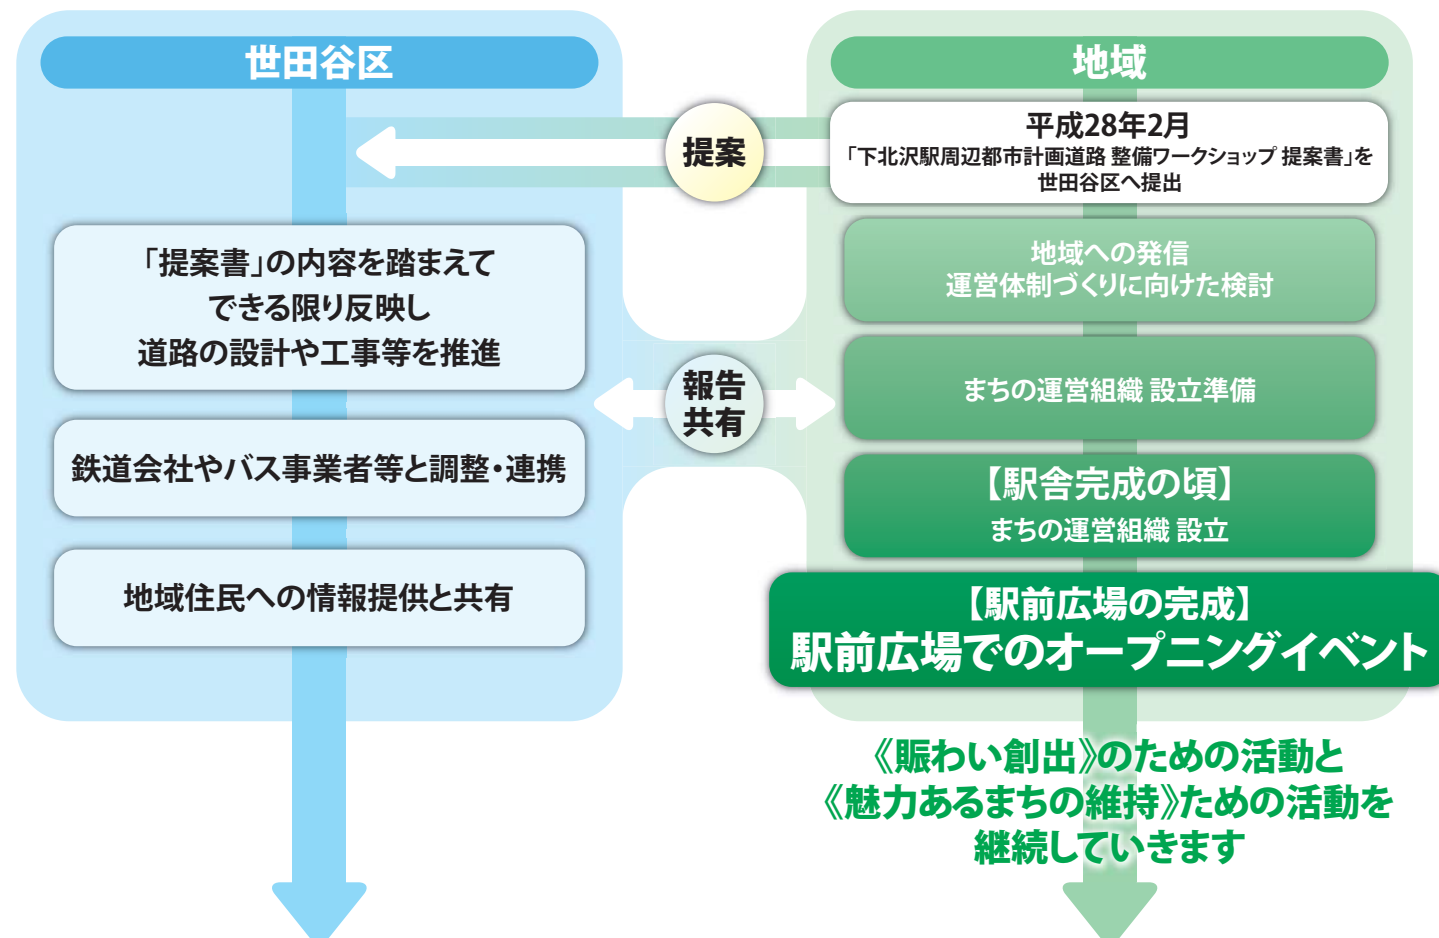 世田谷区
「提案書」の内容を踏まえて
できる限り反映し
道路の設計や工事等を推進
鉄道会社やバス事業者等と調整・連携
地域住民への情報提供と共有
提案
報告
共有
地域
平成28年2月
「下北沢駅周辺都市計画道路 整備ワークショップ 提案書」を
世田谷区へ提出
地域への発信
運営体制づくりに向けた検討
まちの運営組織 設立準備
【駅舎完成の頃】
まちの運営組織 設立
【駅前広場の完成】
駅前広場でのオープニングイベント
《賑わい創出》のための活動と
《魅力あるまちの維持》ための活動を
継続していきます